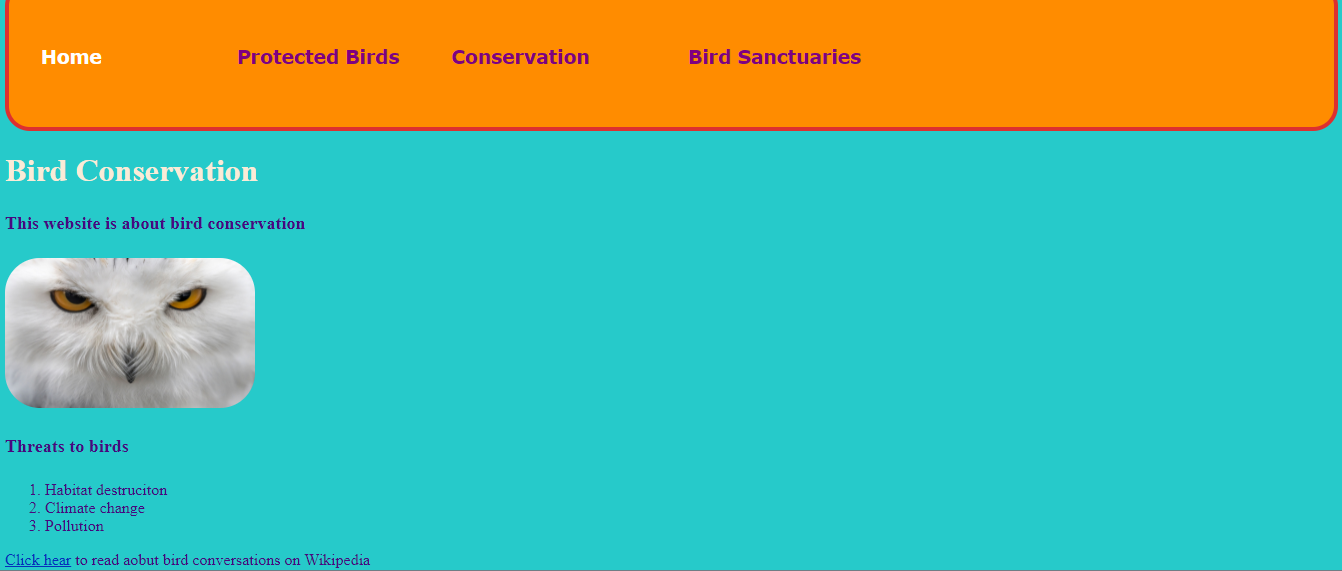 Home Protected Birds Conservation Bird Sanctuaries
Bird Conservation
This website is about bird conservation
Threats to birds
1. Habitat destruciton
2. Climate change
3. Pollution
Click hear to read aobut bird conversations on Wikipedia